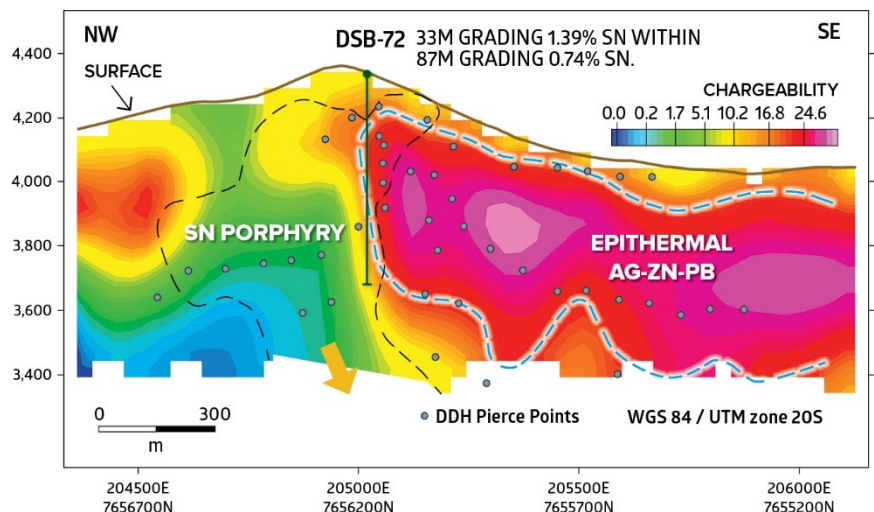 NW
DSB-72 33M GRADING 1.39% SN WITHIN
87M GRADING 0.74% SN.
SE
SURFACE
CHARGEABILITY
0.0 0.2 1.7 5.1 10.2 16.8 24.6
4,400
4,200
4,000
3,800
3,600
3,400
SN PORPHYRY
EPITHERMAL
AG-ZN-PB
0 300
m
DDH Pierce Points
WGS 84 / UTM zone 20S
204500E 205000E 205500E 206000E
7656700N 7656200N 7655700N 7655200N